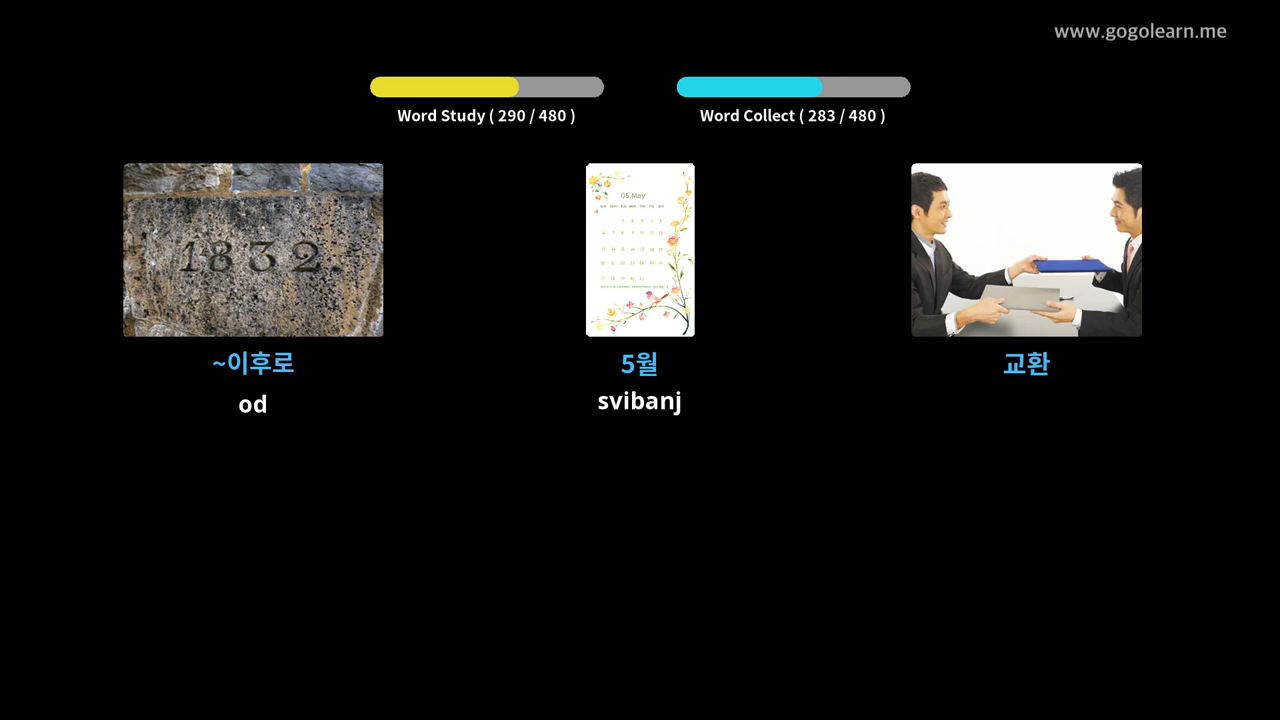 www.gogolearn.me
Word Study ( 290 / 480 )
Word Collect ( 283 / 480 )
1832.
05.May
~이후로
od
5월
svibanj
교환